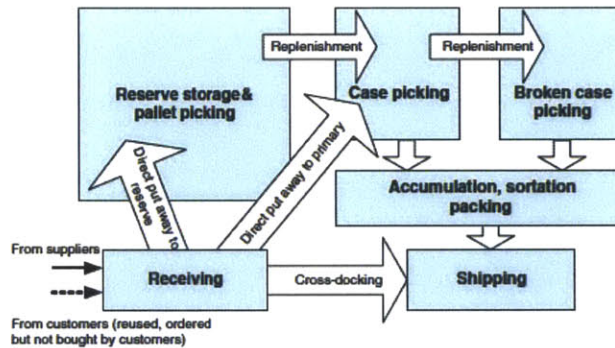 Replenishment
Replenishment
Reserve storage &
pallet picking
Case picking
Broken case
picking
Direct put away to
reserve
Direct put away to primary
Accumulation, sortation
packing
From suppliers
Receiving
Cross-docking
Shipping
From customers (reused, ordered
but not bought by customers)